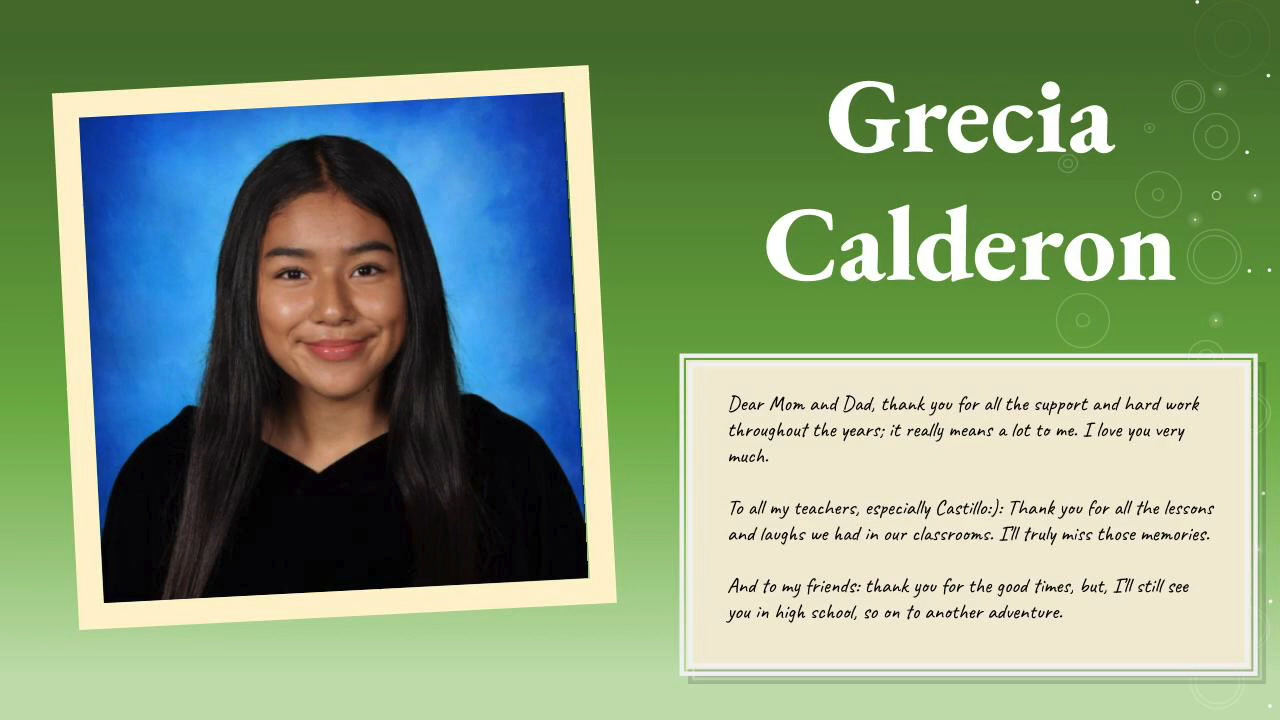 Grecia
Calderon
Dear Mom and Dad, thank you for all the support and hard work
throughout the years; it really means a lot to me. I love you very
much.
To all my teachers, especially Castillo:): Thank you for all the lessons
and laughs we had in our classrooms. I'll truly miss those memories.
And to my friends: thank you for the good times, but, I'll still see
you in high school, so on to another adventure.